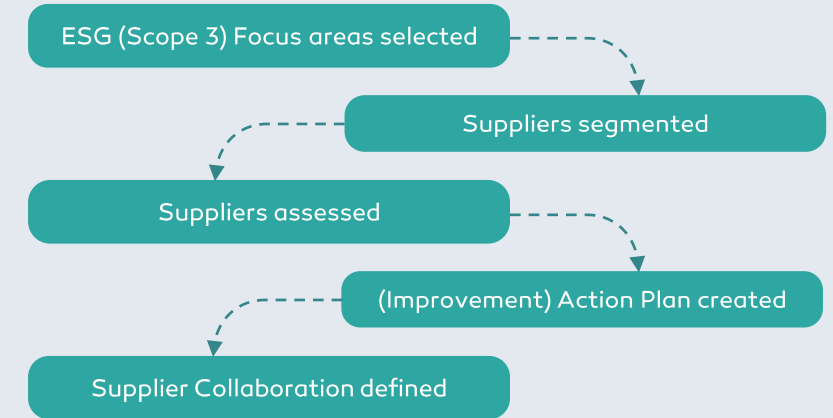 ESG (Scope 3) Focus areas selected
Suppliers segmented
Suppliers assessed
(Improvement) Action Plan created
Supplier Collaboration defined